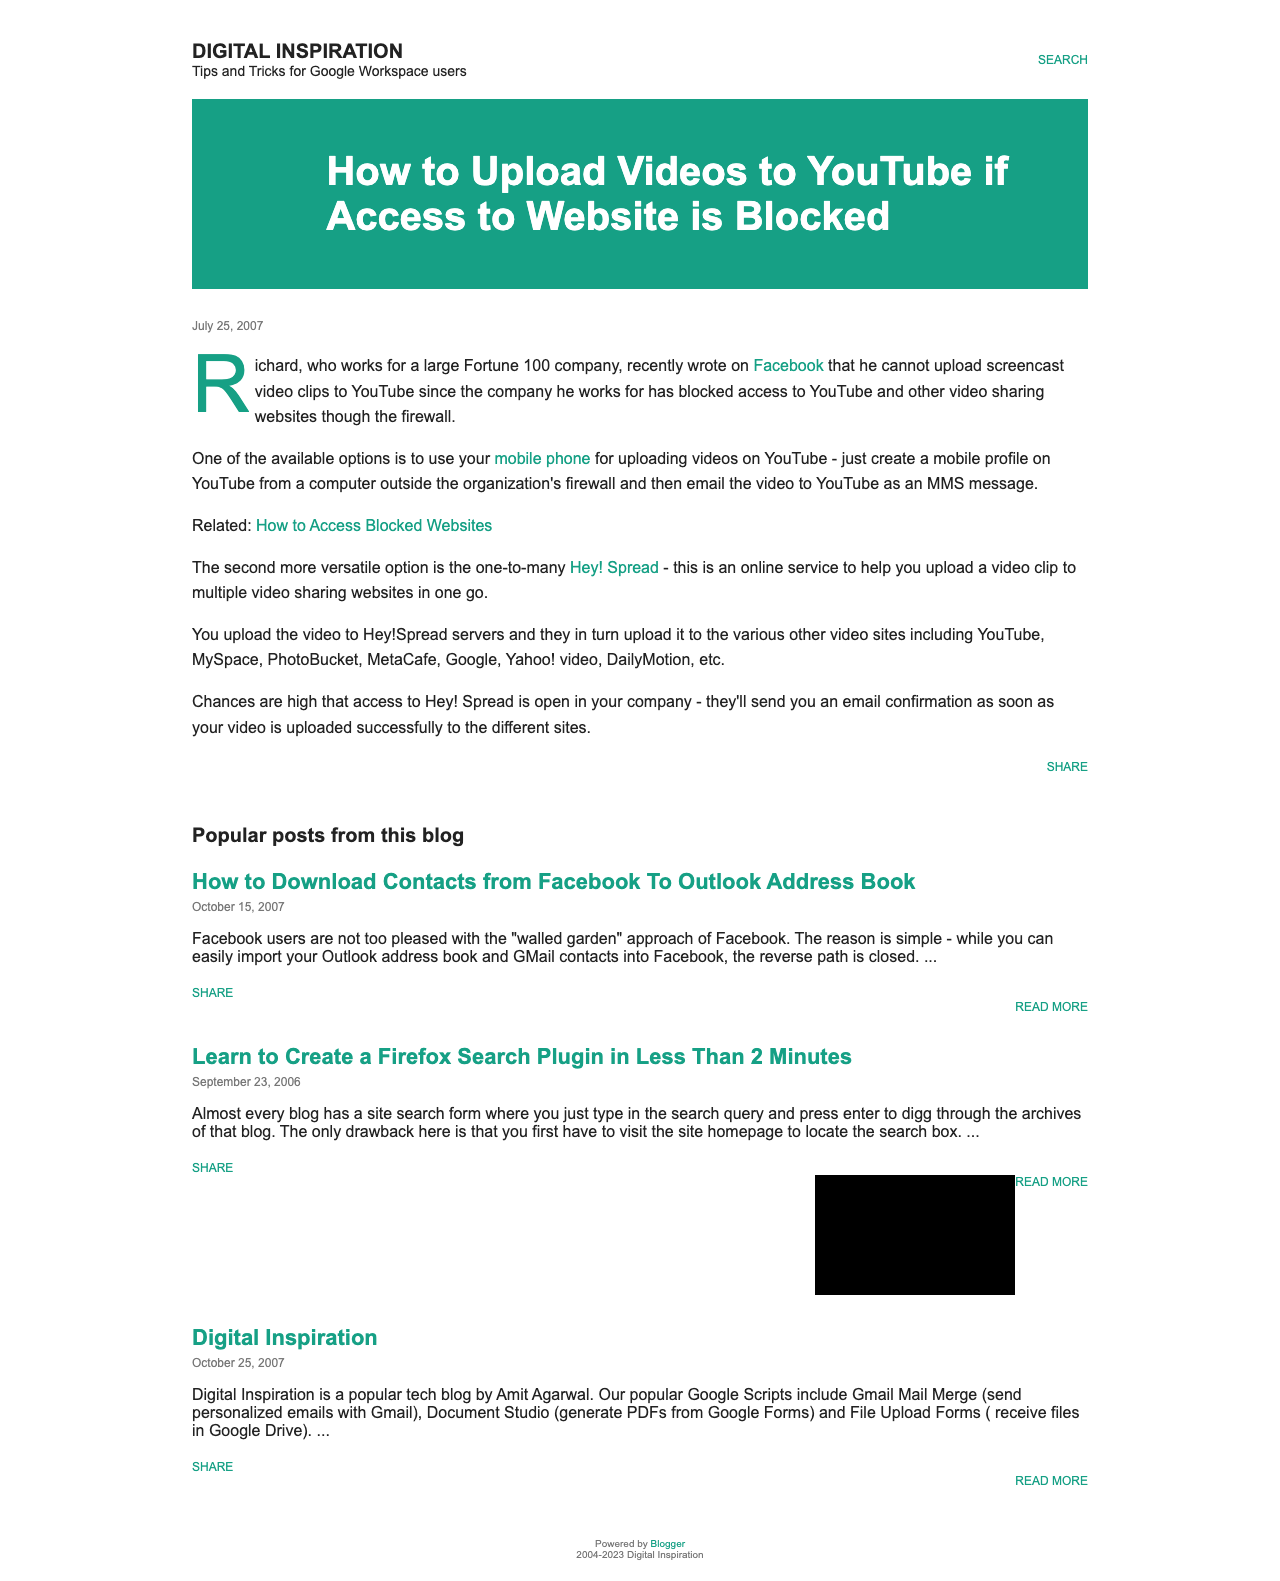 DIGITAL INSPIRATION
Tips and Tricks for Google Workspace users
SEARCH
How to Upload Videos to YouTube if
Access to Website is Blocked
July 25, 2007
Richard, who works for a large Fortune 100 company, recently wrote on Facebook that he cannot upload screencast
video clips to YouTube since the company he works for has blocked access to YouTube and other video sharing
websites though the firewall.
One of the available options is to use your mobile phone for uploading videos on YouTube - just create a mobile profile on
YouTube from a computer outside the organization's firewall and then email the video to YouTube as an MMS message.
Related: How to Access Blocked Websites
The second more versatile option is the one-to-many Hey! Spread - this is an online service to help you upload a video clip to
multiple video sharing websites in one go.
You upload the video to Hey!Spread servers and they in turn upload it to the various other video sites including YouTube,
MySpace, PhotoBucket, MetaCafe, Google, Yahoo! video, DailyMotion, etc.
Chances are high that access to Hey! Spread is open in your company - they'll send you an email confirmation as soon as
your video is uploaded successfully to the different sites.
SHARE
Popular posts from this blog
How to Download Contacts from Facebook To Outlook Address Book
October 15, 2007
Facebook users are not too pleased with the "walled garden" approach of Facebook. The reason is simple - while you can
easily import your Outlook address book and GMail contacts into Facebook, the reverse path is closed. ...
SHARE
READ MORE
Learn to Create a Firefox Search Plugin in Less Than 2 Minutes
September 23, 2006
Almost every blog has a site search form where you just type in the search query and press enter to digg through the archives
of that blog. The only drawback here is that you first have to visit the site homepage to locate the search box. ...
SHARE
READ MORE
Digital Inspiration
October 25, 2007
Digital Inspiration is a popular tech blog by Amit Agarwal. Our popular Google Scripts include Gmail Mail Merge (send
personalized emails with Gmail), Document Studio (generate PDFs from Google Forms) and File Upload Forms ( receive files
in Google Drive). ...
SHARE
READ MORE
Powered by Blogger
2004-2023 Digital Inspiration